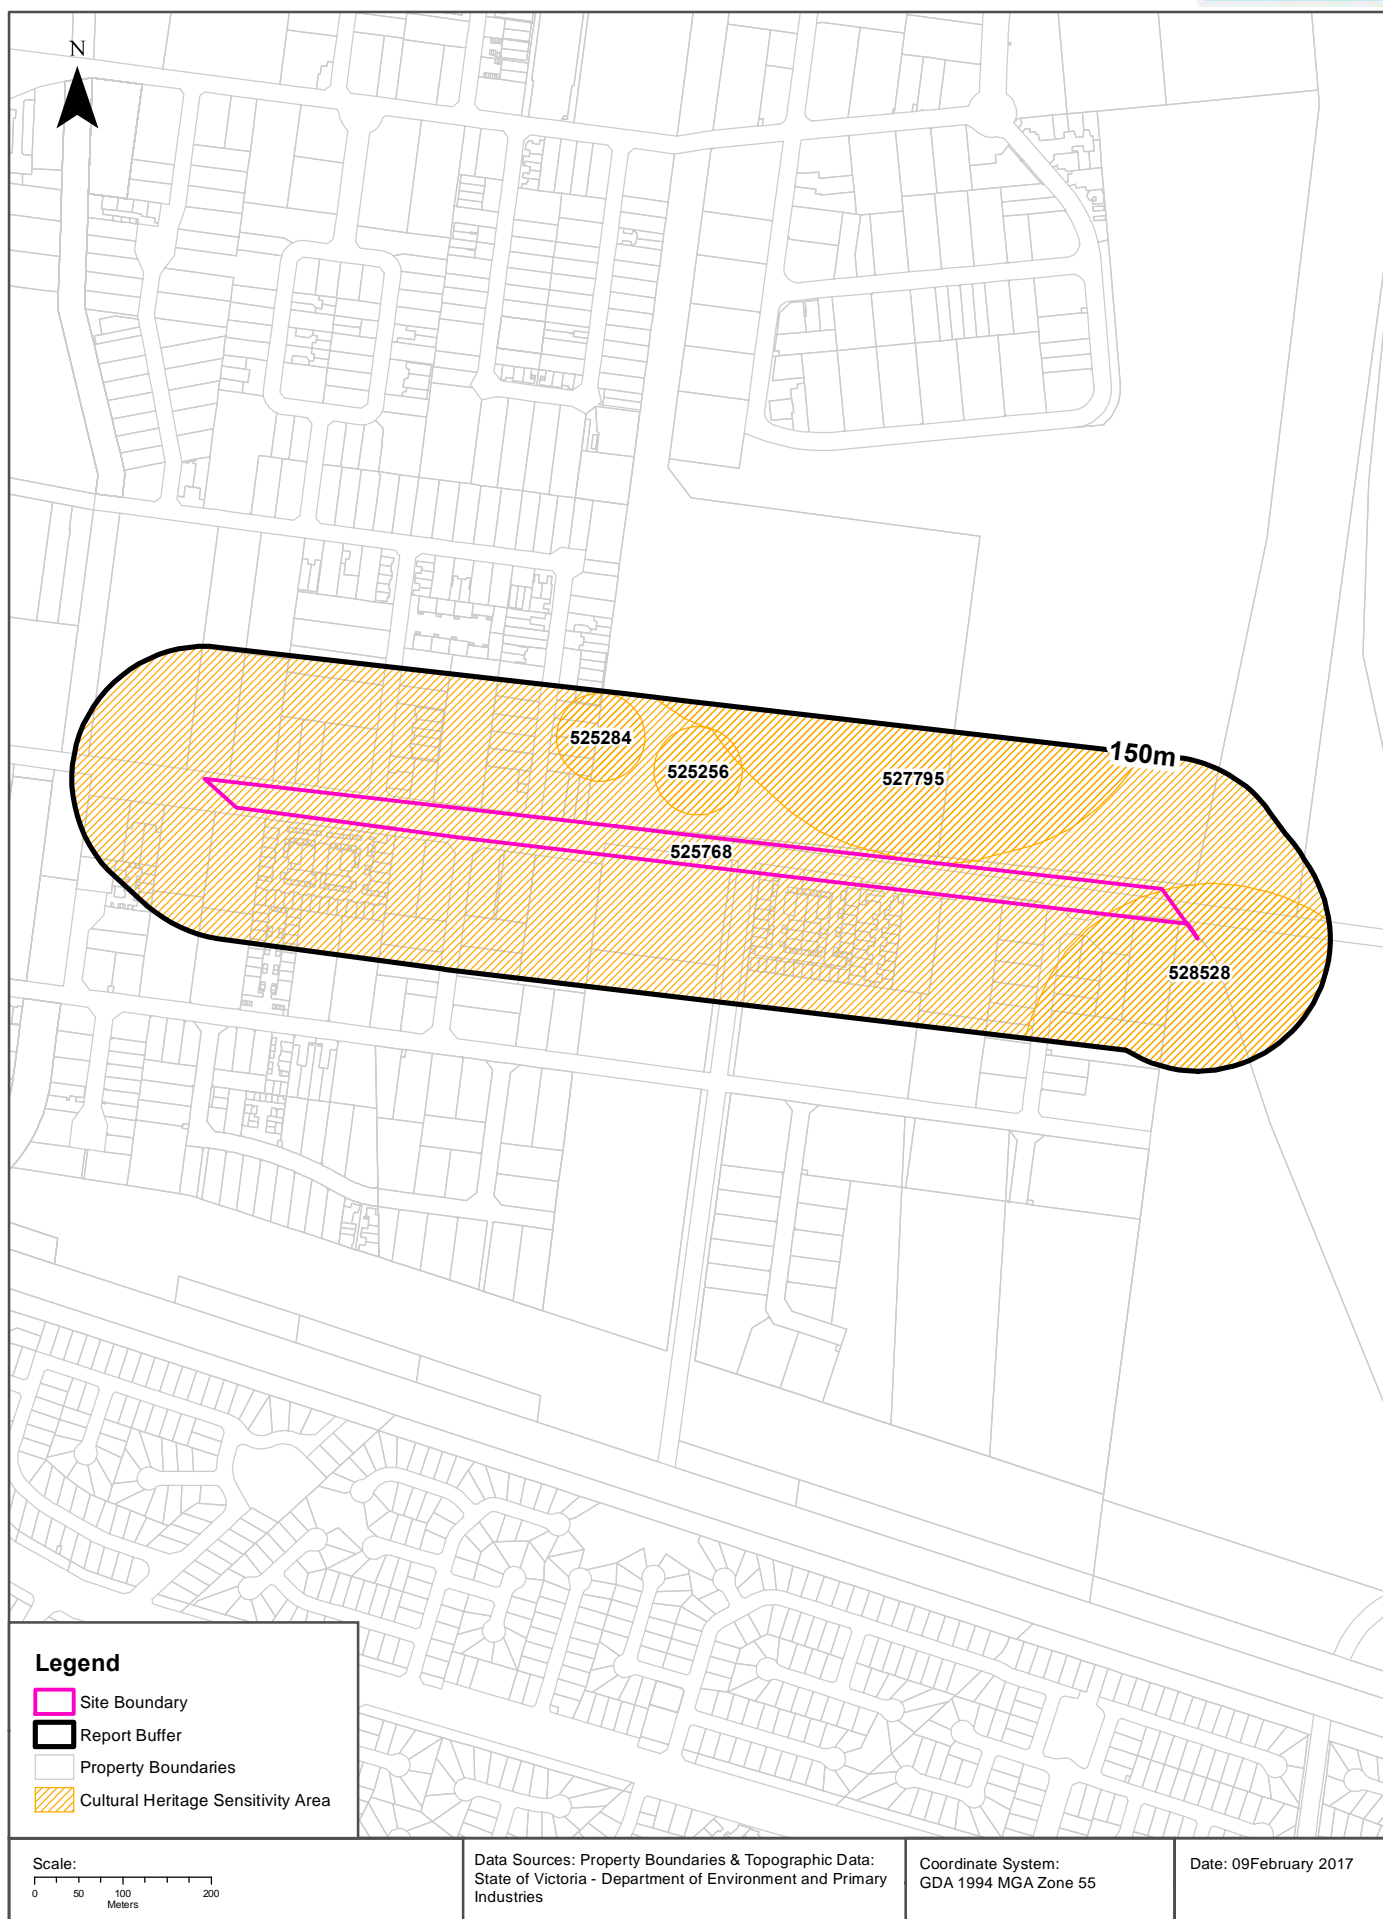 N
150m
525284
525256
527795
525768
528528
Legend
Site Boundary
Report Buffer
Property Boundaries
Cultural Heritage Sensitivity Area
Scale:
0 50 100 200
Meters
Data Sources: Property Boundaries & Topographic Data:
State of Victoria - Department of Environment and Primary
Industries
Coordinate System:
GDA 1994 MGA Zone 55
Date: 09February 2017